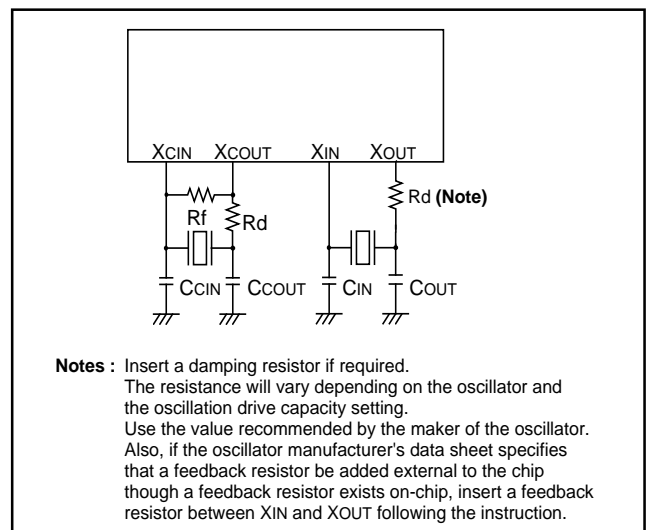 XCIN XCOUT XIN XOUT
Rd (Note)
Rf Rd
CCIN CCOUT CIN COUT
Notes : Insert a damping resistor if required.
The resistance will vary depending on the oscillator and
the oscillation drive capacity setting.
Use the value recommended by the maker of the oscillator.
Also, if the oscillator manufacturer's data sheet specifies
that a feedback resistor be added external to the chip
though a feedback resistor exists on-chip, insert a feedback
resistor between XIN and XOUT following the instruction.